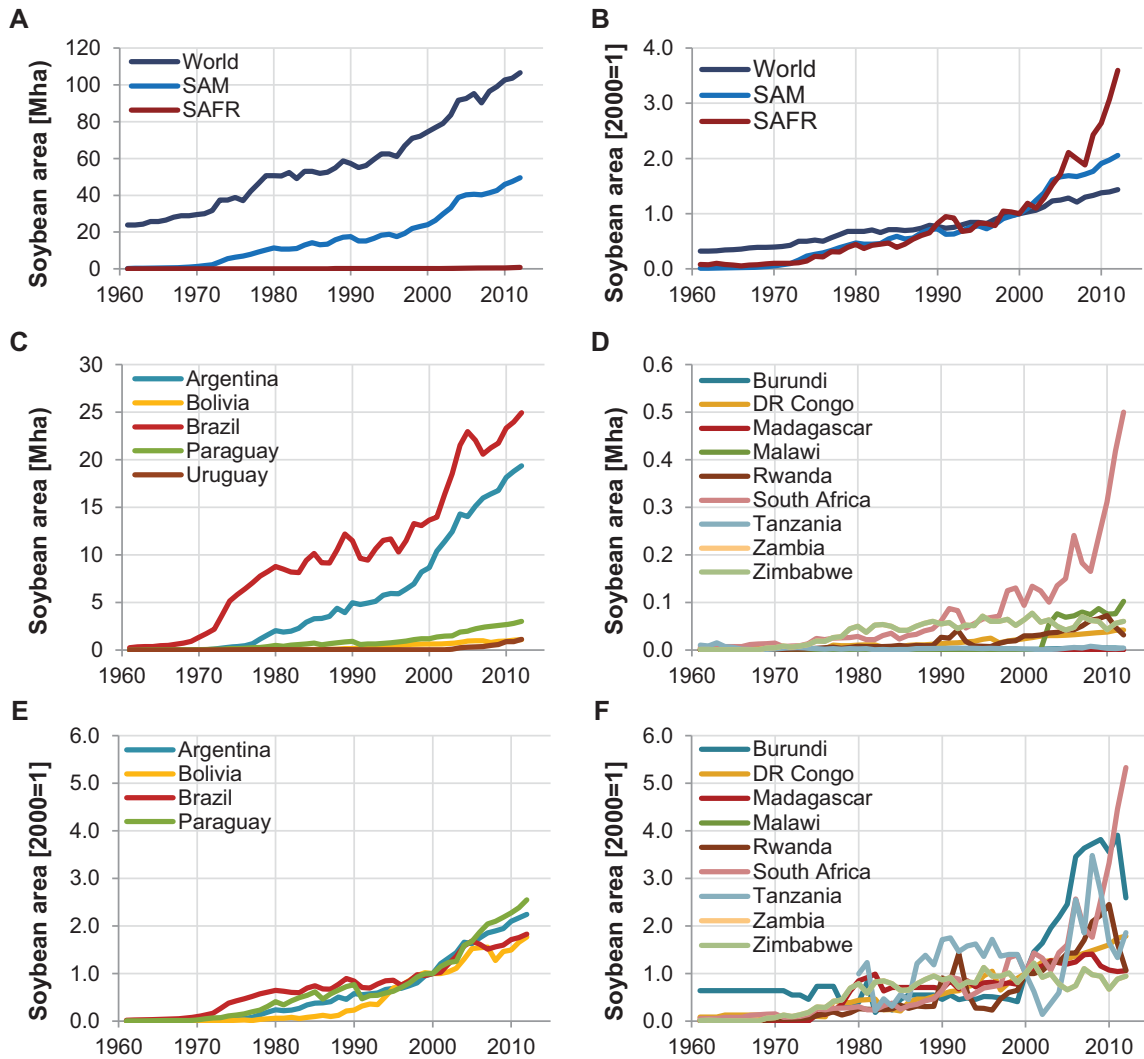 A
Soybean area [Mha]
120
100
80
60
40
20
0
World
SAM
SAFR
1960 1970 1980 1990 2000 2010
B
Soybean area [2000=1]
4.0
3.0
2.0
1.0
0.0
World
SAM
SAFR
1960 1970 1980 1990 2000 2010
C
Soybean area [Mha]
30
25
20
15
10
5
0
Argentina
Bolivia
Brazil
Paraguay
Uruguay
1960 1970 1980 1990 2000 2010
D
Soybean area [Mha]
0.6
0.5
0.4
0.3
0.2
0.1
0.0
Burundi
DR Congo
Madagascar
Malawi
Rwanda
South Africa
Tanzania
Zambia
Zimbabwe
1960 1970 1980 1990 2000 2010
E
Soybean area [2000=1]
6.0
5.0
4.0
3.0
2.0
1.0
0.0
Argentina
Bolivia
Brazil
Paraguay
1960 1970 1980 1990 2000 2010
F
Soybean area [2000=1]
6.0
5.0
4.0
3.0
2.0
1.0
0.0
Burundi
DR Congo
Madagascar
Malawi
Rwanda
South Africa
Tanzania
Zambia
Zimbabwe
1960 1970 1980 1990 2000 2010